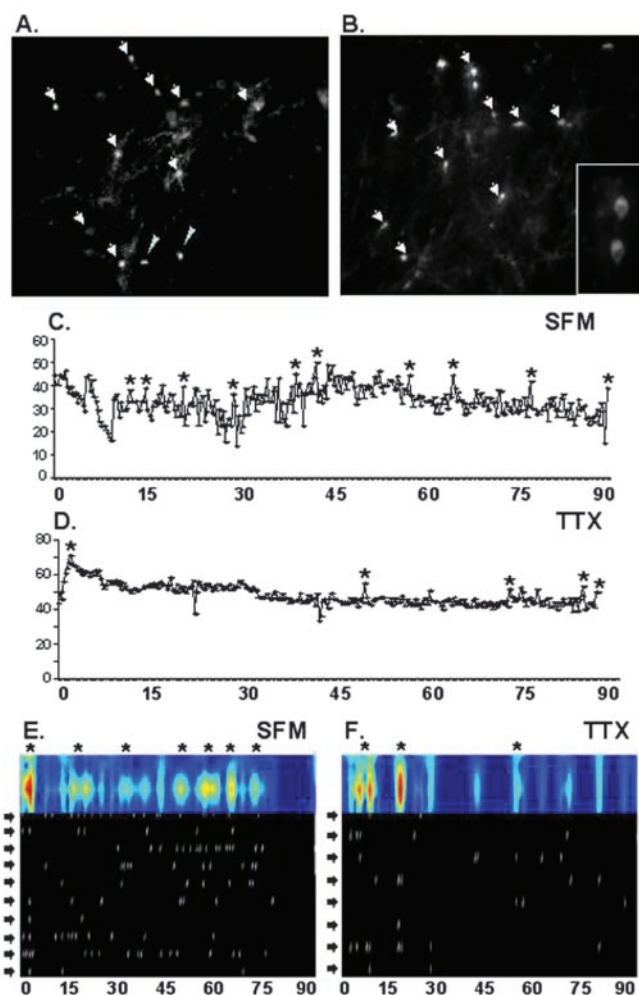 A.
B.
C.
SFM
60
50
40
30
20
10
0
* * * * * * * * * *
0 15 30 45 60 75 90
D.
TTX
80
60
40
20
0
* * * * *
0 15 30 45 60 75 90
E.
SFM
* * * * * * *
0 15 30 45 60 75 90
F.
TTX
* * *
0 15 30 45 60 75 90